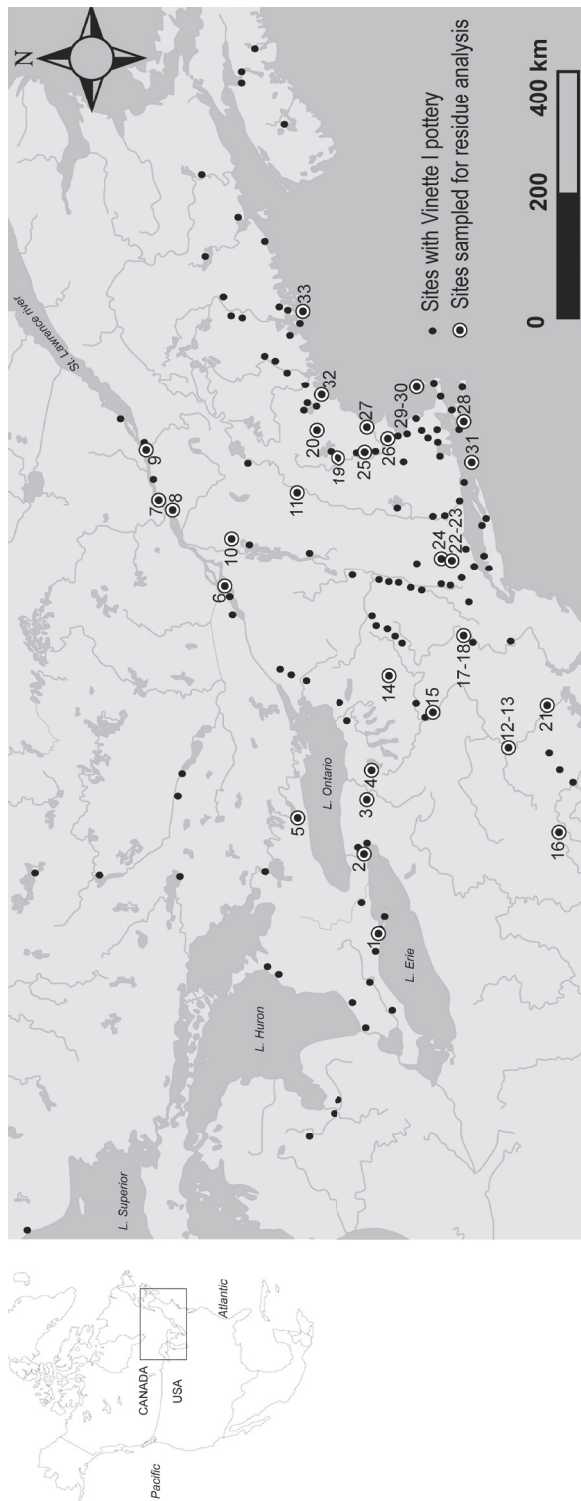 CANADA
USA
Pacific
Atlantic
L. Superior
L. Huron
L. Erie
L. Ontario
St. Lawrence river
N
1
2
3
4
5
6
7
8
9
10
11
12-13
14
15
16
17-18
19
20
21
22-23
24
25
26
27
28
29-30
31
32
33
Sites with Vinette I pottery
Sites sampled for residue analysis
0 200 400 km